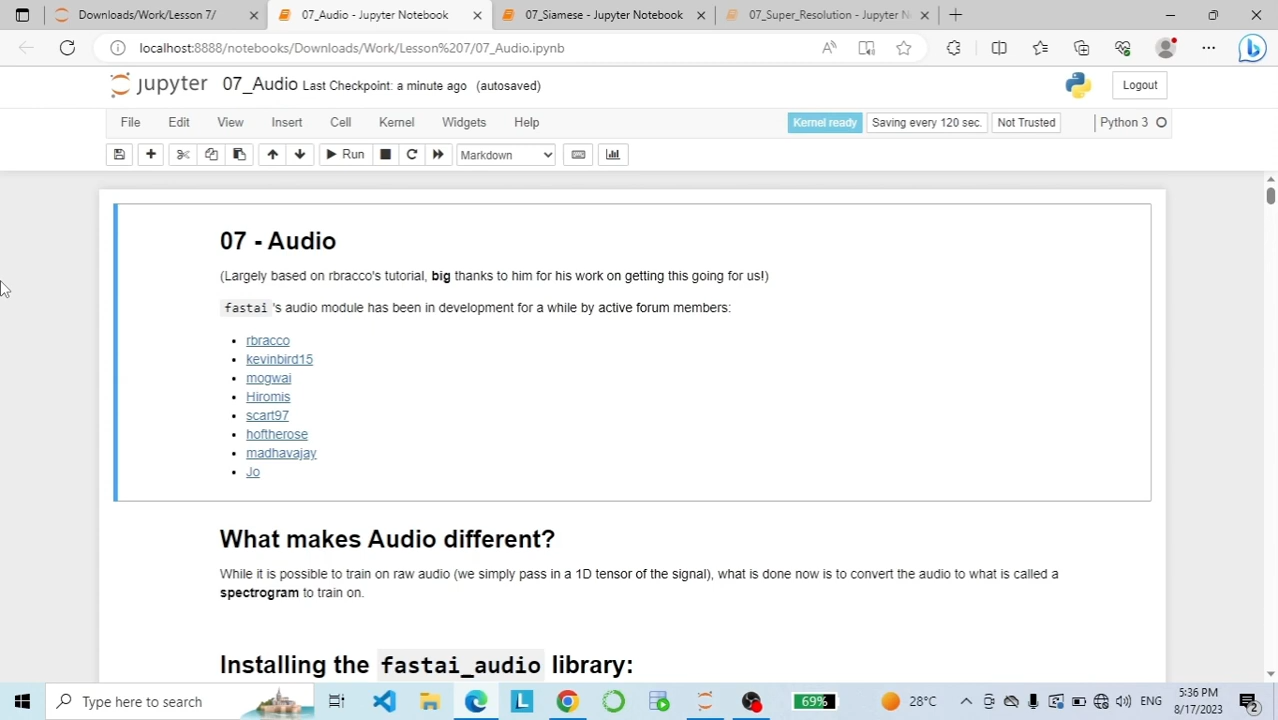 Downloads/Work/Lesson 7/
07_Audio - Jupyter Notebook
07_Siamese - Jupyter Notebook
07_Super_Resolution - Jupyter N
localhost:8888/notebooks/Downloads/Work/Lesson%207/07_Audio.ipynb
jupyter 07_Audio Last Checkpoint: a minute ago (autosaved)
Logout
File Edit View Insert Cell Kernel Widgets Help
Kernel ready Saving every 120 sec. Not Trusted Python 3
Run Markdown
07 - Audio
(Largely based on rbracco's tutorial, big thanks to him for his work on getting this going for us!)
fastai 's audio module has been in development for a while by active forum members:
• rbracco
• kevinbird15
• mogwai
• Hiromis
• scart97
• hoftherose
• madhavajay
• Jo
What makes Audio different?
While it is possible to train on raw audio (we simply pass in a 1D tensor of the signal), what is done now is to convert the audio to what is called a
spectrogram to train on.
Installing the fastai_audio library:
Type here to search
69%
28°C
ENG
5:36 PM
8/17/2023
2